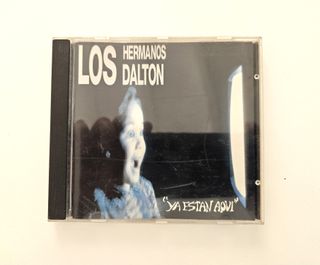 LOS HERMANOS
DALTON
"YA ESTAN AQUI"